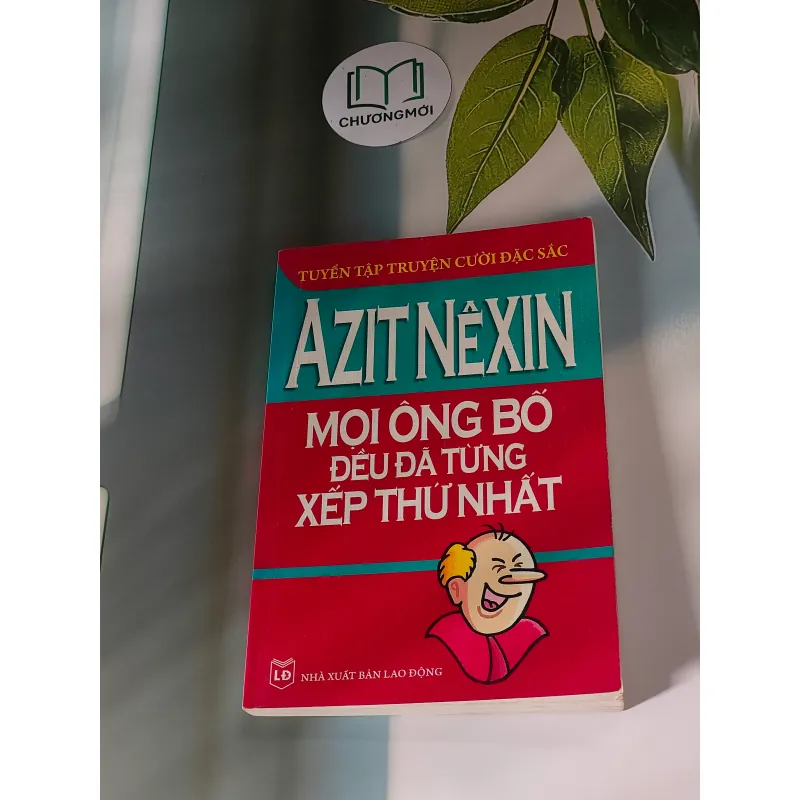 CHƯƠNGMỚI
TUYỂN TẬP TRUYỆN CƯỜI ĐẶC SẮC
AZIT NÊXIN
MỌI ÔNG BỐ
ĐỀU ĐÃ TỪNG
XẾP THỨ NHẤT
LĐ NHÀ XUẤT BẢN LAO ĐỘNG